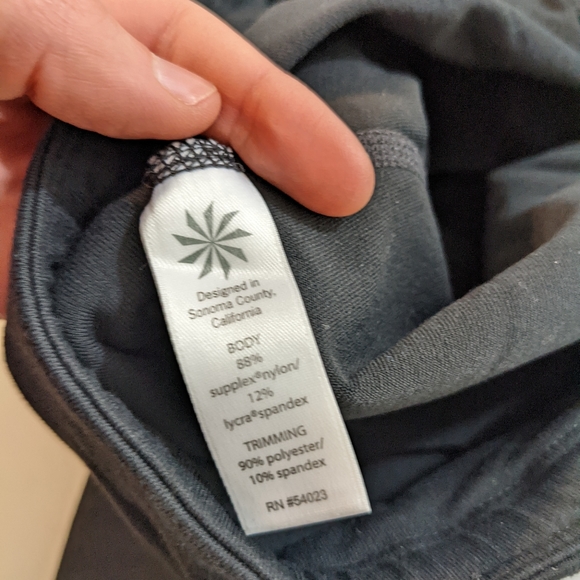 Designed in
Sonoma County,
California
BODY
88%
supplex®nylon/
12%
lycra®spandex
TRIMMING
90% polyester/
10% spandex
RN #54023